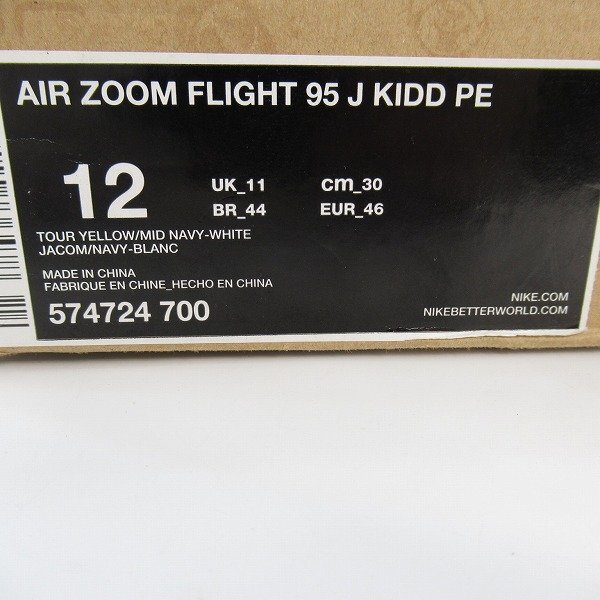 AIR ZOOM FLIGHT 95 J KIDD PE
12 UK_11 cm_30
BR_44 EUR_46
TOUR YELLOW/MID NAVY-WHITE
JACOM/NAVY-BLANC
MADE IN CHINA
FABRIQUE EN CHINE_HECHO EN CHINA
574724 700
NIKE.COM
NIKEBETTERWORLD.COM